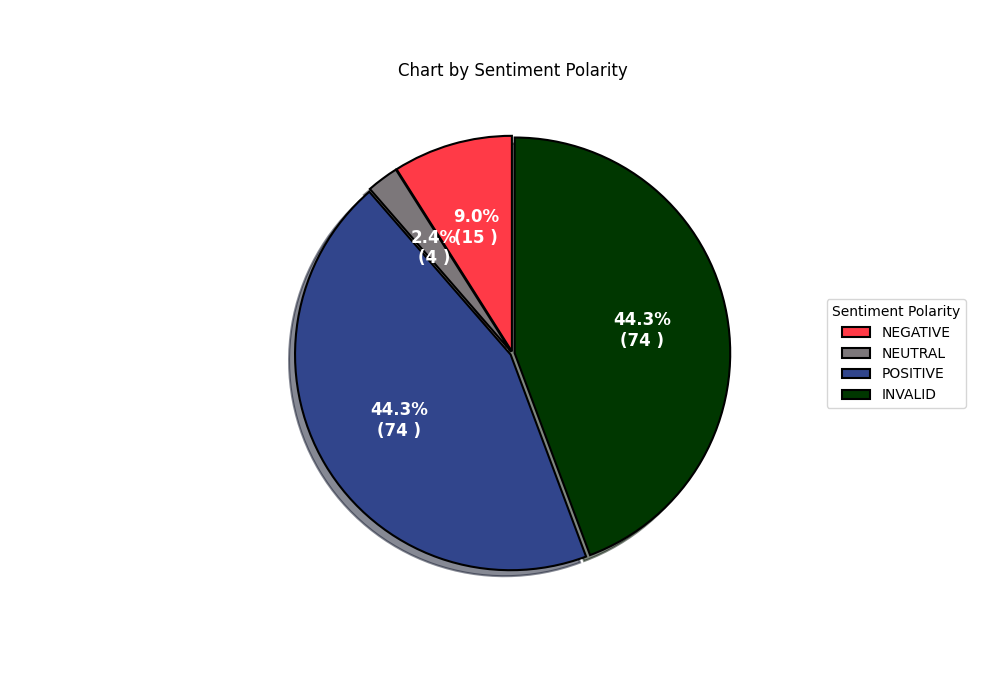 Chart by Sentiment Polarity
9.0%
(15 )
2.4%
(4 )
44.3%
(74 )
44.3%
(74 )
Sentiment Polarity
NEGATIVE
NEUTRAL
POSITIVE
INVALID